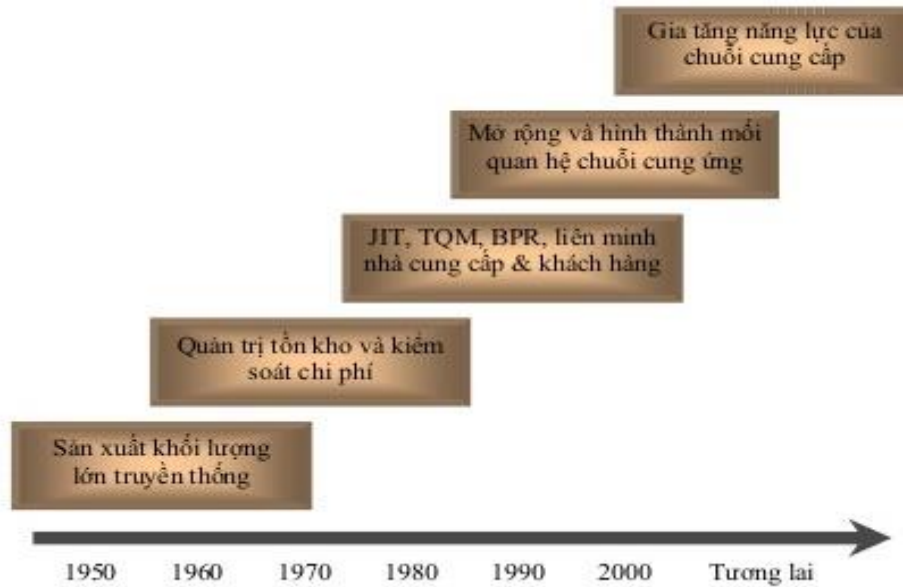 Gia tăng năng lực của
chuỗi cung cấp
Mở rộng và hình thành mối
quan hệ chuỗi cung ứng
JIT, TQM, BPR, liên minh
nhà cung cấp & khách hàng
Quản trị tồn kho và kiểm
soát chi phí
Sản xuất khối lượng
lớn truyền thống
1950 1960 1970 1980 1990 2000 Tương lai